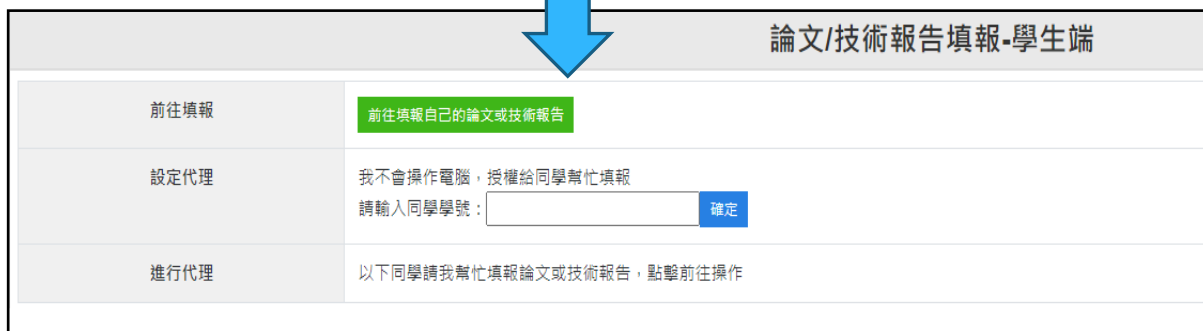 論文/技術報告填報-學生端
前往填報
前往填報自己的論文或技術報告
設定代理
我不會操作電腦，授權給同學幫忙填報
請輸入同學學號：
確定
進行代理
以下同學請我幫忙填報論文或技術報告，點擊前往操作